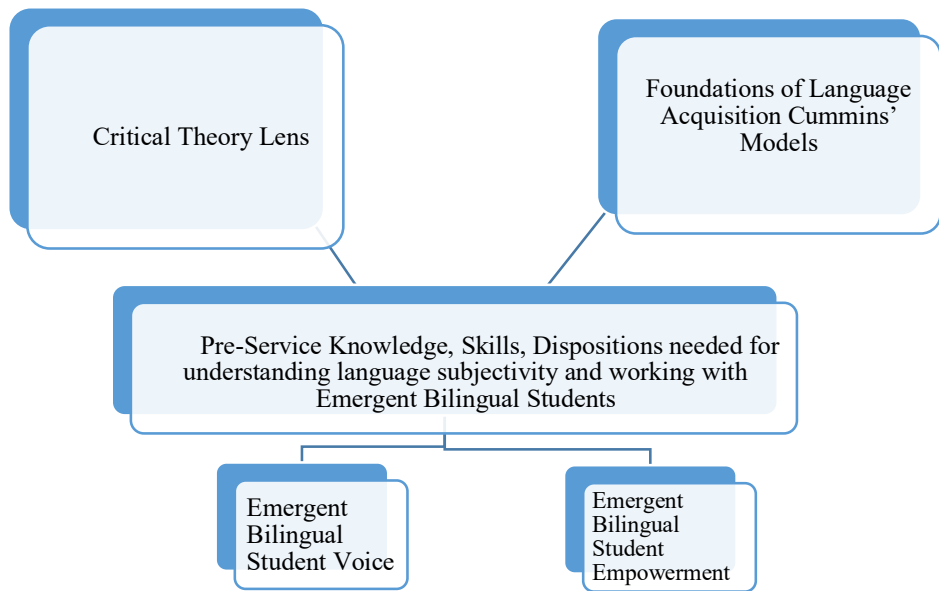 Critical Theory Lens
Foundations of Language
Acquisition Cummins’
Models
Pre-Service Knowledge, Skills, Dispositions needed for
understanding language subjectivity and working with
Emergent Bilingual Students
Emergent
Bilingual
Student Voice
Emergent
Bilingual
Student
Empowerment